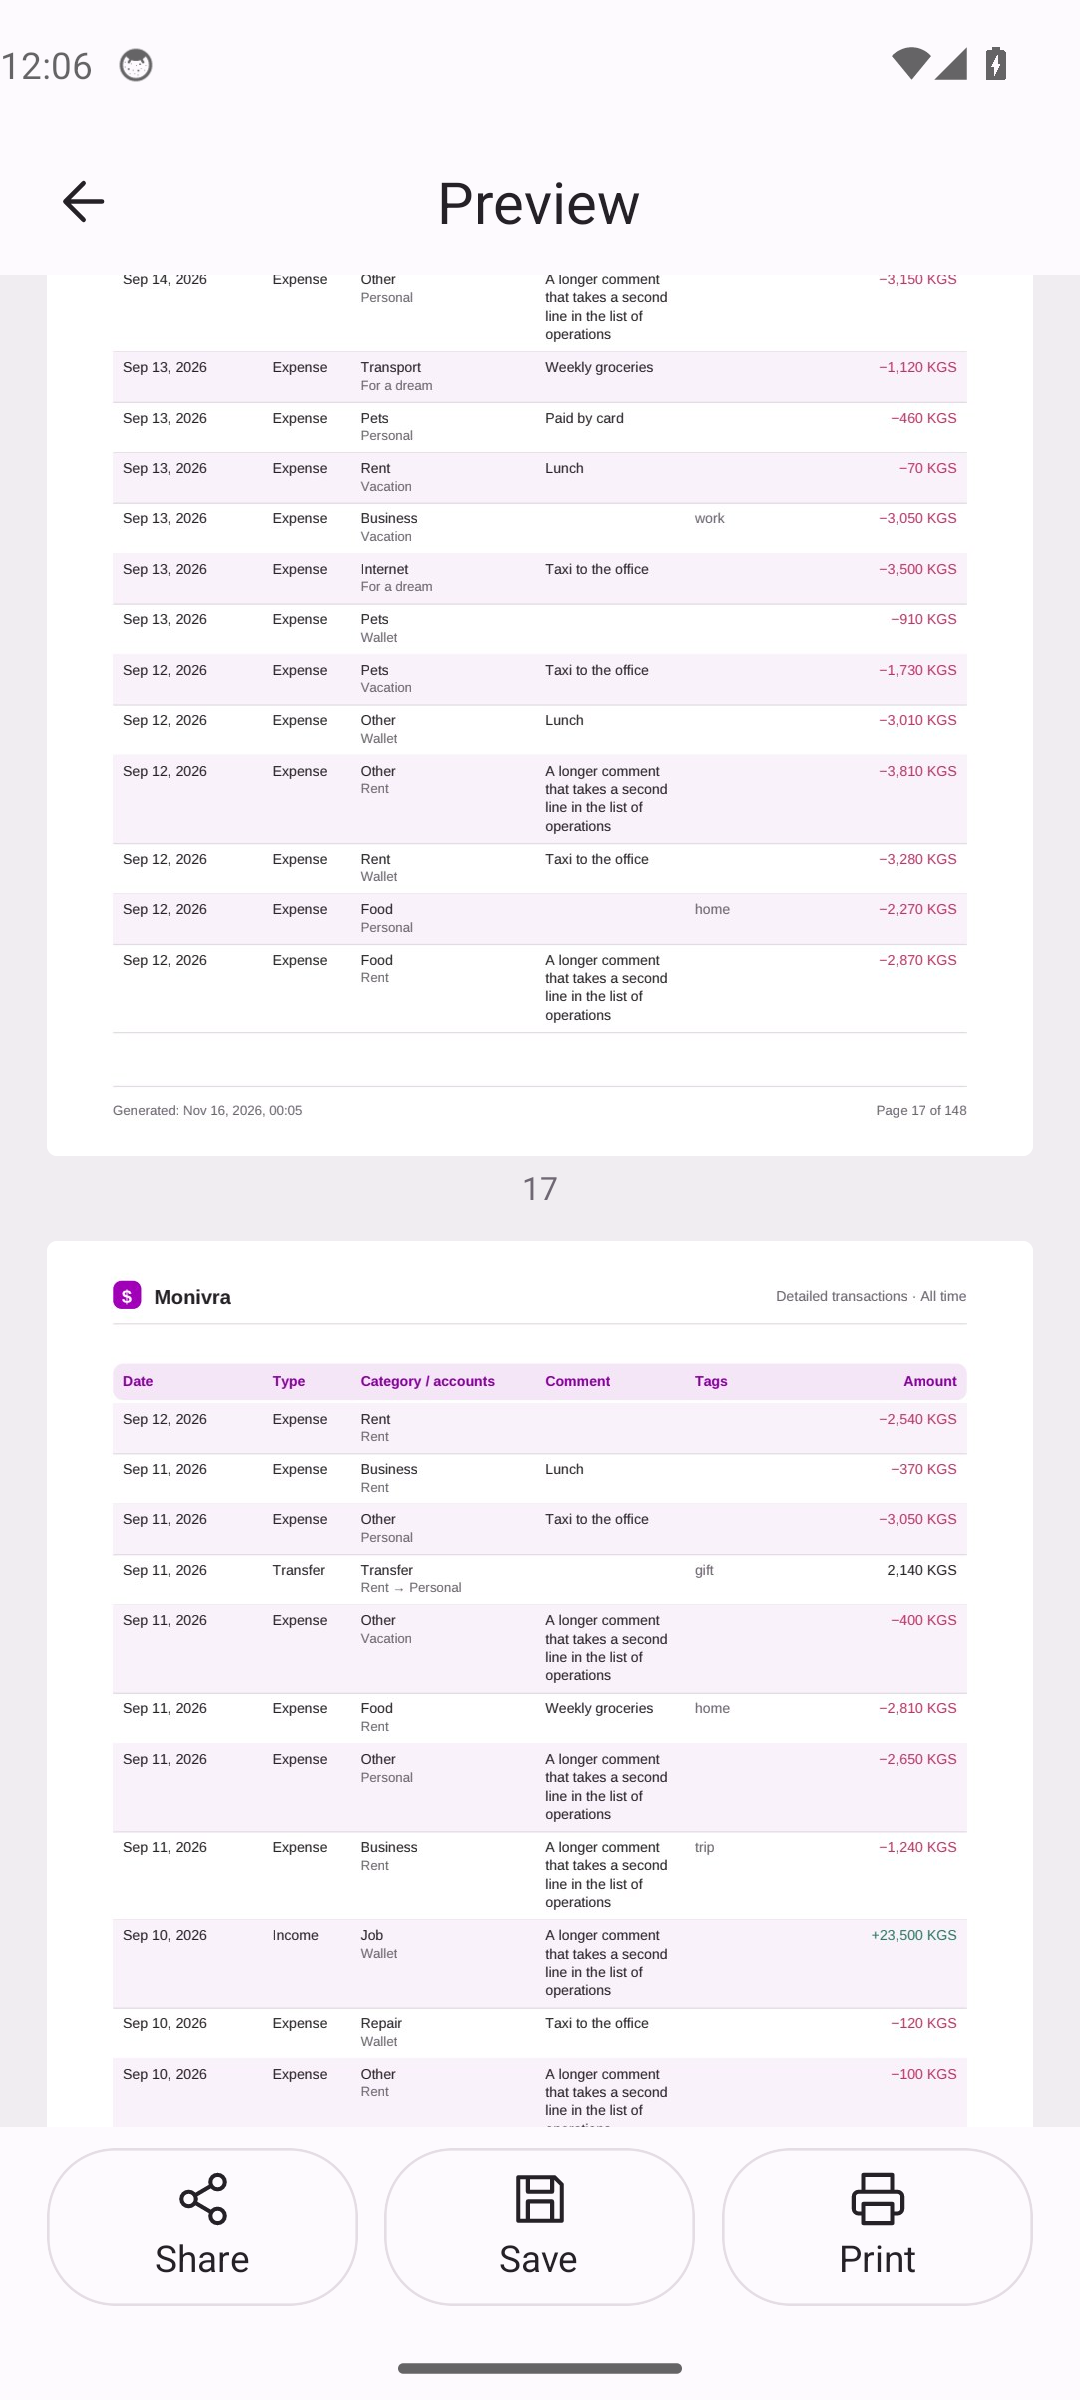 12:06
Preview
Sep 14, 2026 Expense Other A longer comment −3,150 KGS
Personal that takes a second
line in the list of
operations
Sep 13, 2026 Expense Transport Weekly groceries −1,120 KGS
For a dream
Sep 13, 2026 Expense Pets Paid by card −460 KGS
Personal
Sep 13, 2026 Expense Rent Lunch −70 KGS
Vacation
Sep 13, 2026 Expense Business work −3,050 KGS
Vacation
Sep 13, 2026 Expense Internet Taxi to the office −3,500 KGS
For a dream
Sep 13, 2026 Expense Pets −910 KGS
Wallet
Sep 12, 2026 Expense Pets Taxi to the office −1,730 KGS
Vacation
Sep 12, 2026 Expense Other Lunch −3,010 KGS
Wallet
Sep 12, 2026 Expense Other A longer comment −3,810 KGS
Rent that takes a second
line in the list of
operations
Sep 12, 2026 Expense Rent Taxi to the office −3,280 KGS
Wallet
Sep 12, 2026 Expense Food home −2,270 KGS
Personal
Sep 12, 2026 Expense Food A longer comment −2,870 KGS
Rent that takes a second
line in the list of
operations
Generated: Nov 16, 2026, 00:05 Page 17 of 148
17
$ Monivra Detailed transactions · All time
Date Type Category / accounts Comment Tags Amount
Sep 12, 2026 Expense Rent −2,540 KGS
Rent
Sep 11, 2026 Expense Business Lunch −370 KGS
Rent
Sep 11, 2026 Expense Other Taxi to the office −3,050 KGS
Personal
Sep 11, 2026 Transfer Transfer gift 2,140 KGS
Rent → Personal
Sep 11, 2026 Expense Other A longer comment −400 KGS
Vacation that takes a second
line in the list of
operations
Sep 11, 2026 Expense Food Weekly groceries home −2,810 KGS
Rent
Sep 11, 2026 Expense Other A longer comment −2,650 KGS
Personal that takes a second
line in the list of
operations
Sep 11, 2026 Expense Business A longer comment trip −1,240 KGS
Rent that takes a second
line in the list of
operations
Sep 10, 2026 Income Job A longer comment +23,500 KGS
Wallet that takes a second
line in the list of
operations
Sep 10, 2026 Expense Repair Taxi to the office −120 KGS
Wallet
Sep 10, 2026 Expense Other A longer comment −100 KGS
Rent that takes a second
line in the list of
Share Save Print